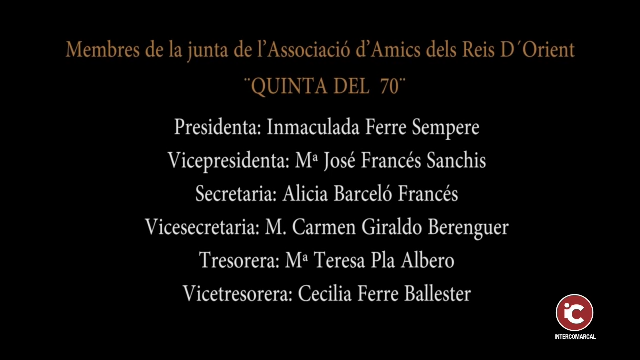 Membres de la junta de l'Associació d'Amics dels Reis D´Orient
¨QUINTA DEL  70¨
Presidenta: Inmaculada Ferre Sempere
Vicepresidenta: Mª José Francés Sanchis
Secretaria: Alicia Barceló Francés
Vicesecretaria: M. Carmen Giraldo Berenguer
Tresorera: Mª Teresa Pla Albero
Vicetresorera: Cecilia Ferre Ballester
iC
INTERCOMARCAL